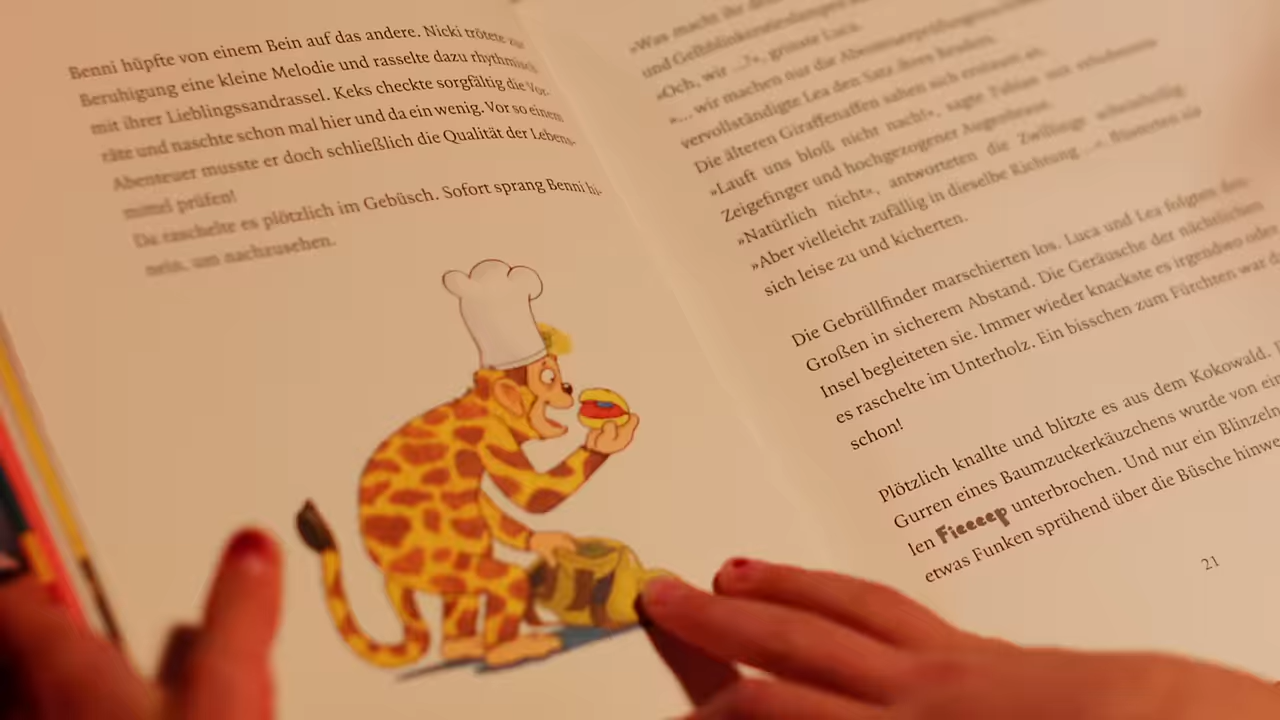 Benni hüpfte von einem Bein auf das andere. Nicki trötete zur
Beruhigung eine kleine Melodie und rasselte dazu rhythmisch
mit ihrer Lieblingssandrassel. Keks checkte sorgfältig die Vor-
räte und naschte schon mal hier und da ein wenig. Vor so einem
Abenteuer musste er doch schließlich die Qualität der Lebens-
mittel prüfen!
Da raschelte es plötzlich im Gebüsch. Sofort sprang Benni hi-
nein, um nachzusehen.
»Was macht ihr
und
»Och, wir ...?«, grinste Luca.
»... wir machen nur die
vervollständigte Lea den Satz ihres Bruders.
Die älteren Giraffenaffen sahen sich erstaunt an.
»Lauft uns bloß nicht nach!«, sagte Fabian mit erhobenem
Zeigefinger und hochgezogener Augenbraue.
»Natürlich nicht«, antworteten die Zwillinge unschuldig
»Aber vielleicht zufällig in dieselbe Richtung ...«, flüsterten sie
sich leise zu und kicherten.
Die Gebrüllfinder marschierten los. Luca und Lea folgten den
Großen in sicherem Abstand. Die Geräusche der nächtlichen
Insel begleiteten sie. Immer wieder knackste es irgendwo oder
es raschelte im Unterholz. Ein bisschen zum Fürchten war d
schon!
Plötzlich knallte und blitzte es aus dem Kokowald.
Gurren eines Baumzuckerkäuzchens wurde von ein
len Fieeeep unterbrochen. Und nur ein Blinzeln
etwas Funken sprühend über die Büsche hinwe
21